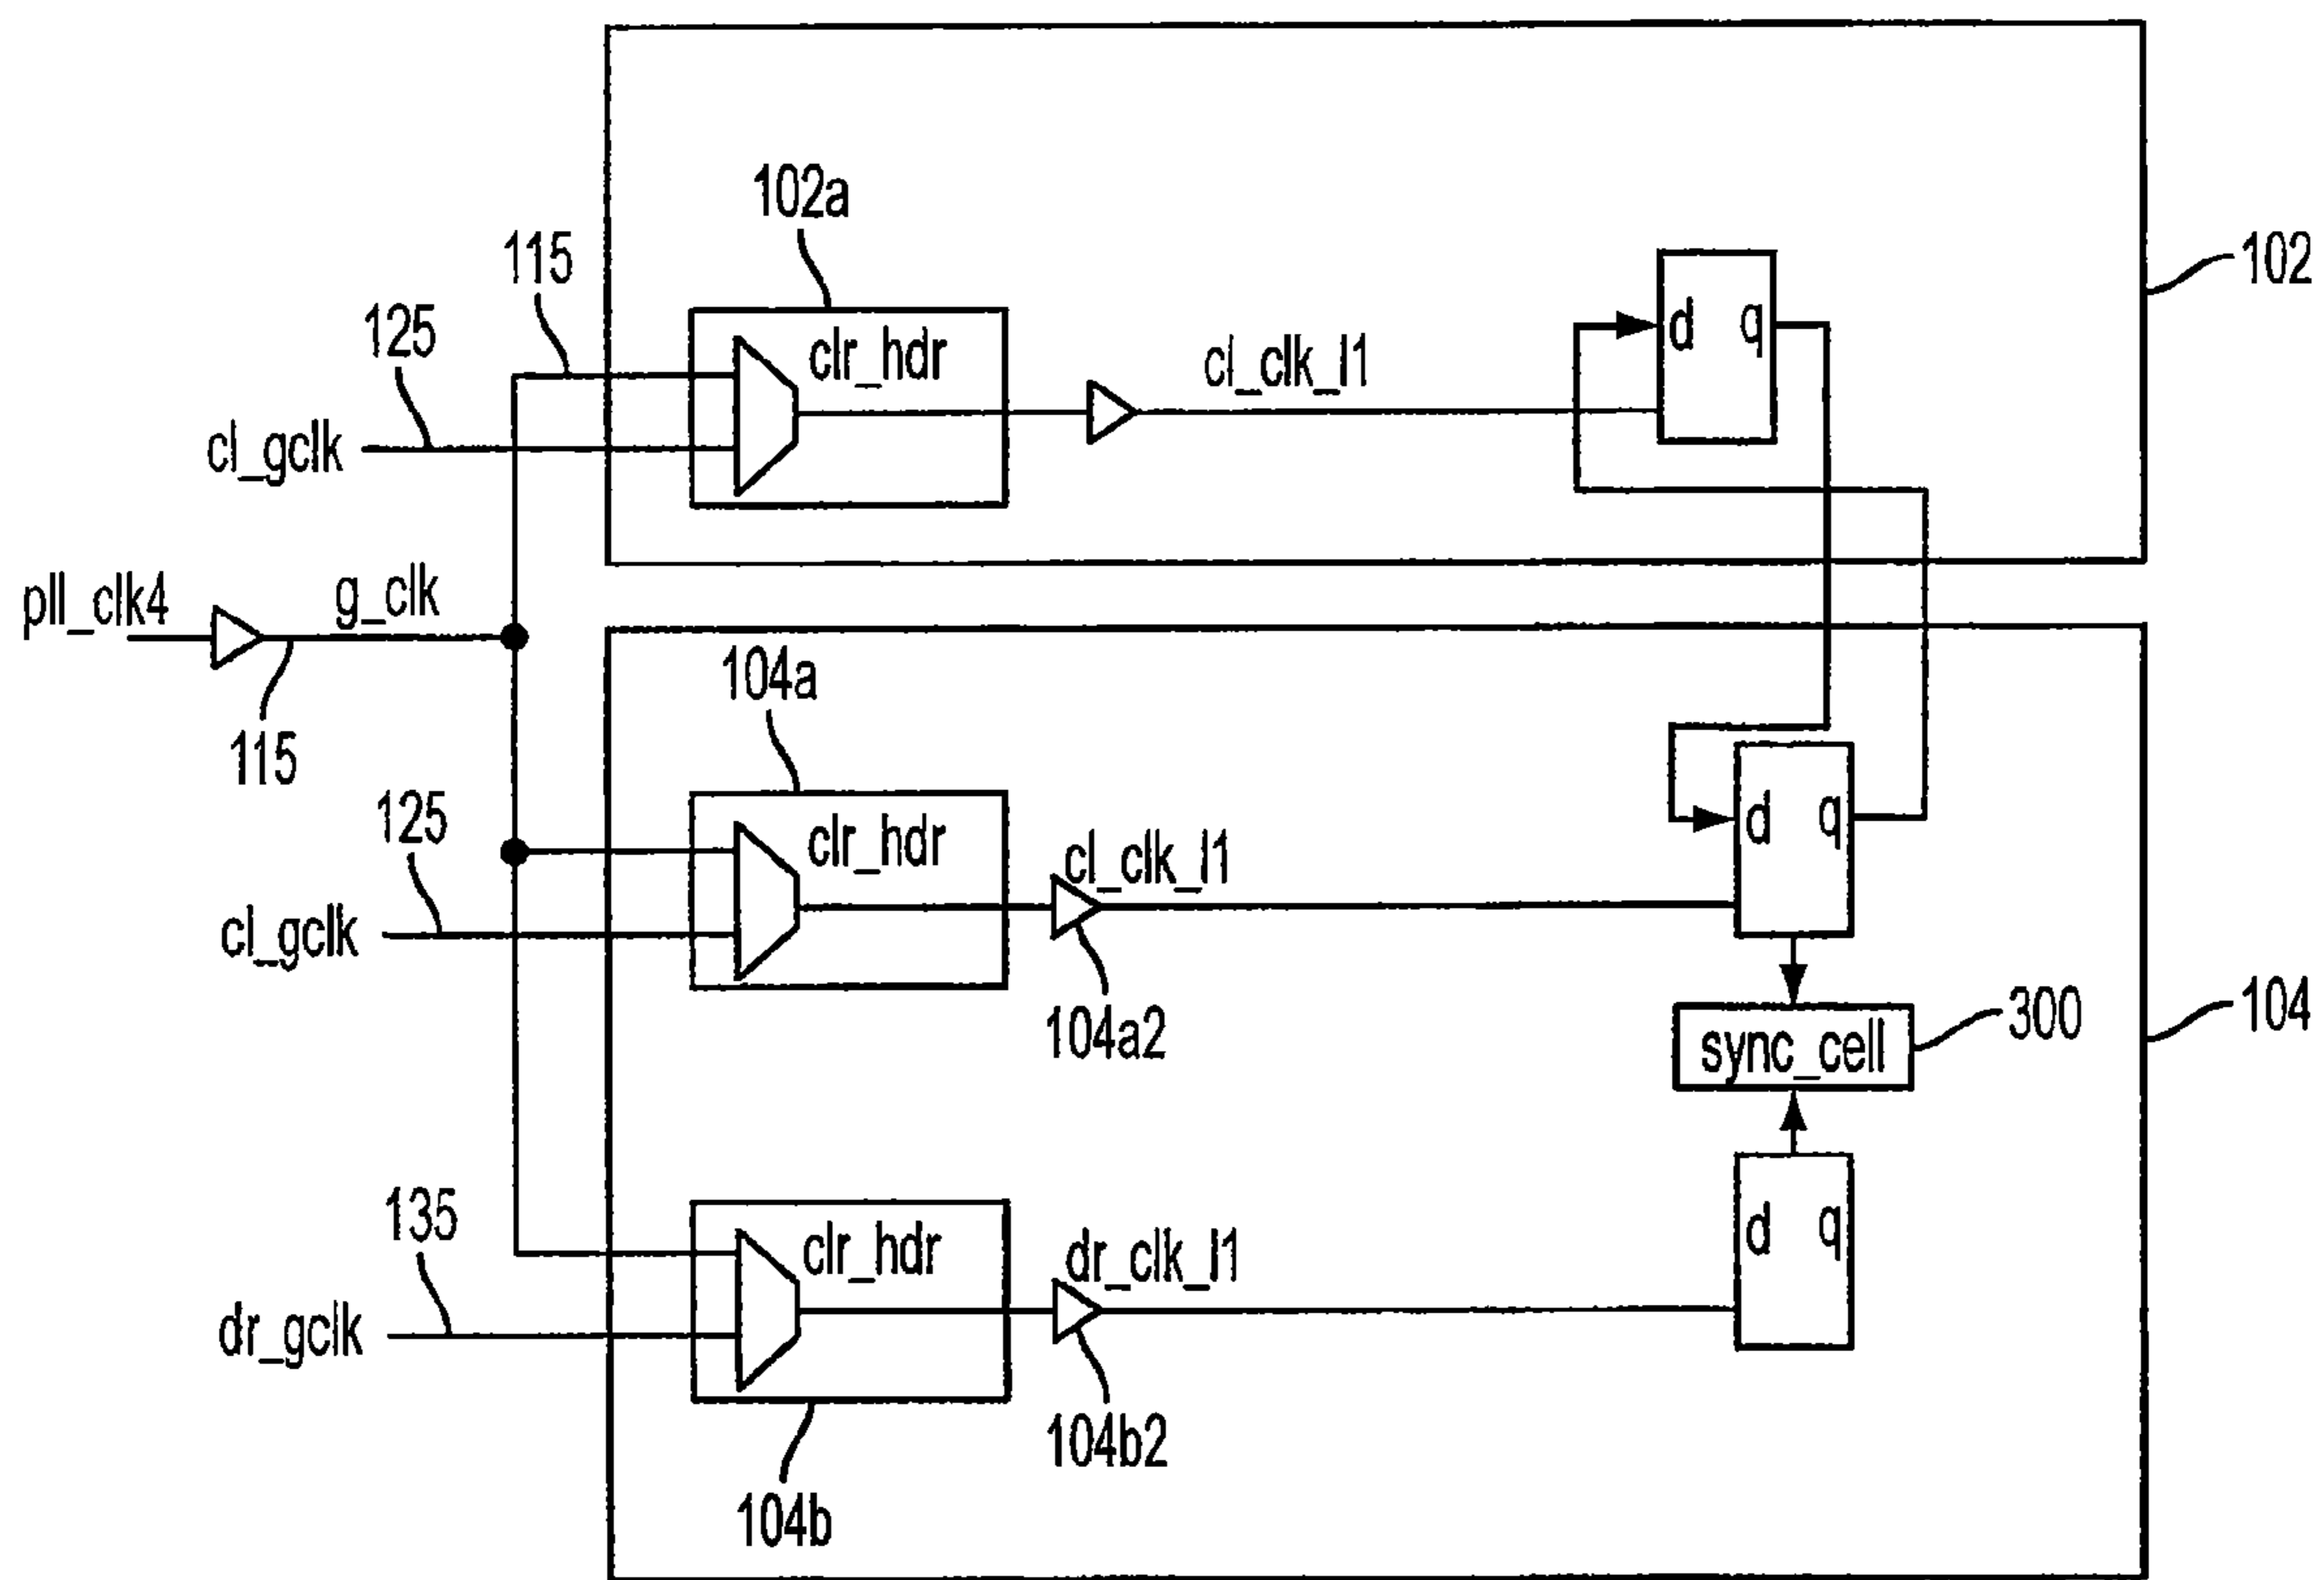 102a
115
102
125
clr_hdr
d q
cl_clk_l1
cl_gclk
pll_clk4
g_clk
104a
115
125
clr_hdr
d q
cl_clk_l1
cl_gclk
104a2
300
104
sync_cell
135
clr_hdr
dr_clk_l1
d q
dr_gclk
104b2
104b